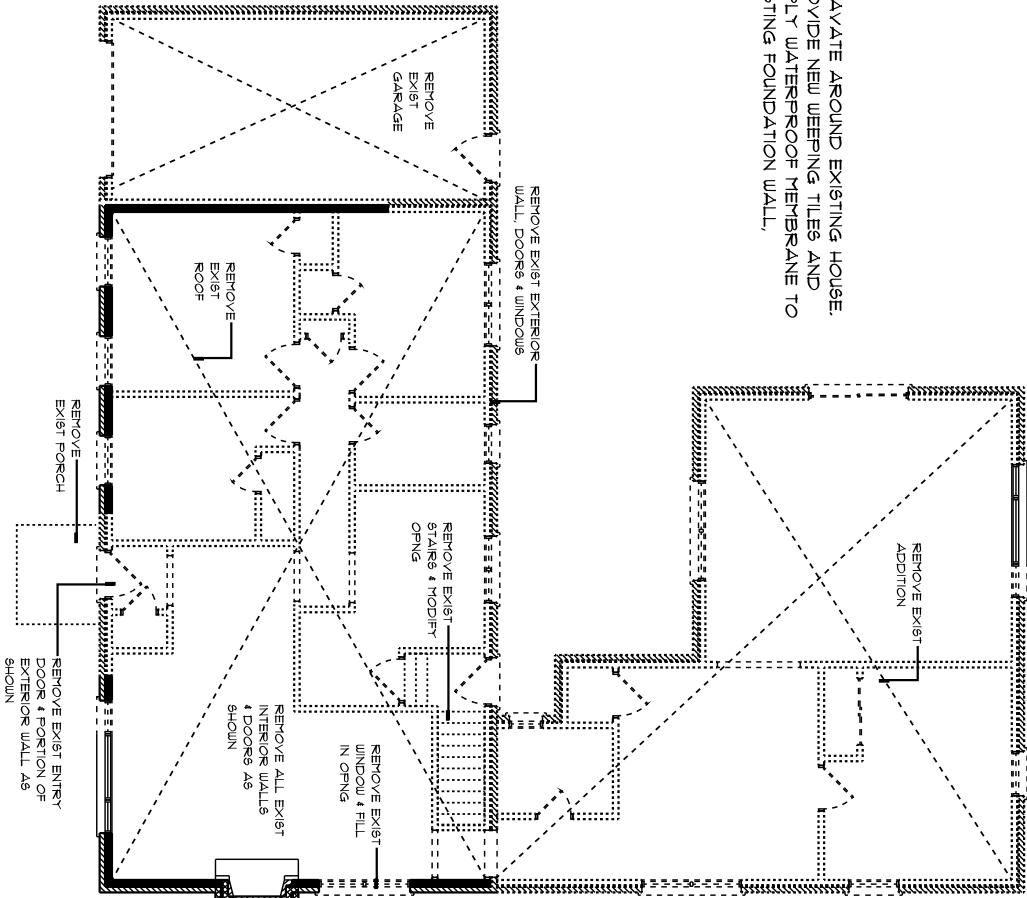 AVATE AROUND EXISTING HOUSE.
OVIDE NEW WEEPING TILES AND
PLY WATERPROOF MEMBRANE TO
STING FOUNDATION WALL,
REMOVE EXIST
ADDITION
REMOVE EXIST EXTERIOR
WALL, DOORS & WINDOWS
REMOVE
EXIST
GARAGE
REMOVE EXIST
STAIRS & MODIFY
OPNG
REMOVE EXIST
WINDOW & FILL
IN OPNG
REMOVE ALL EXIST
INTERIOR WALLS
& DOORS AS
SHOWN
REMOVE
EXIST
ROOF
REMOVE
EXIST PORCH
REMOVE EXIST ENTRY
DOOR & PORTION OF
EXTERIOR WALL AS
SHOWN